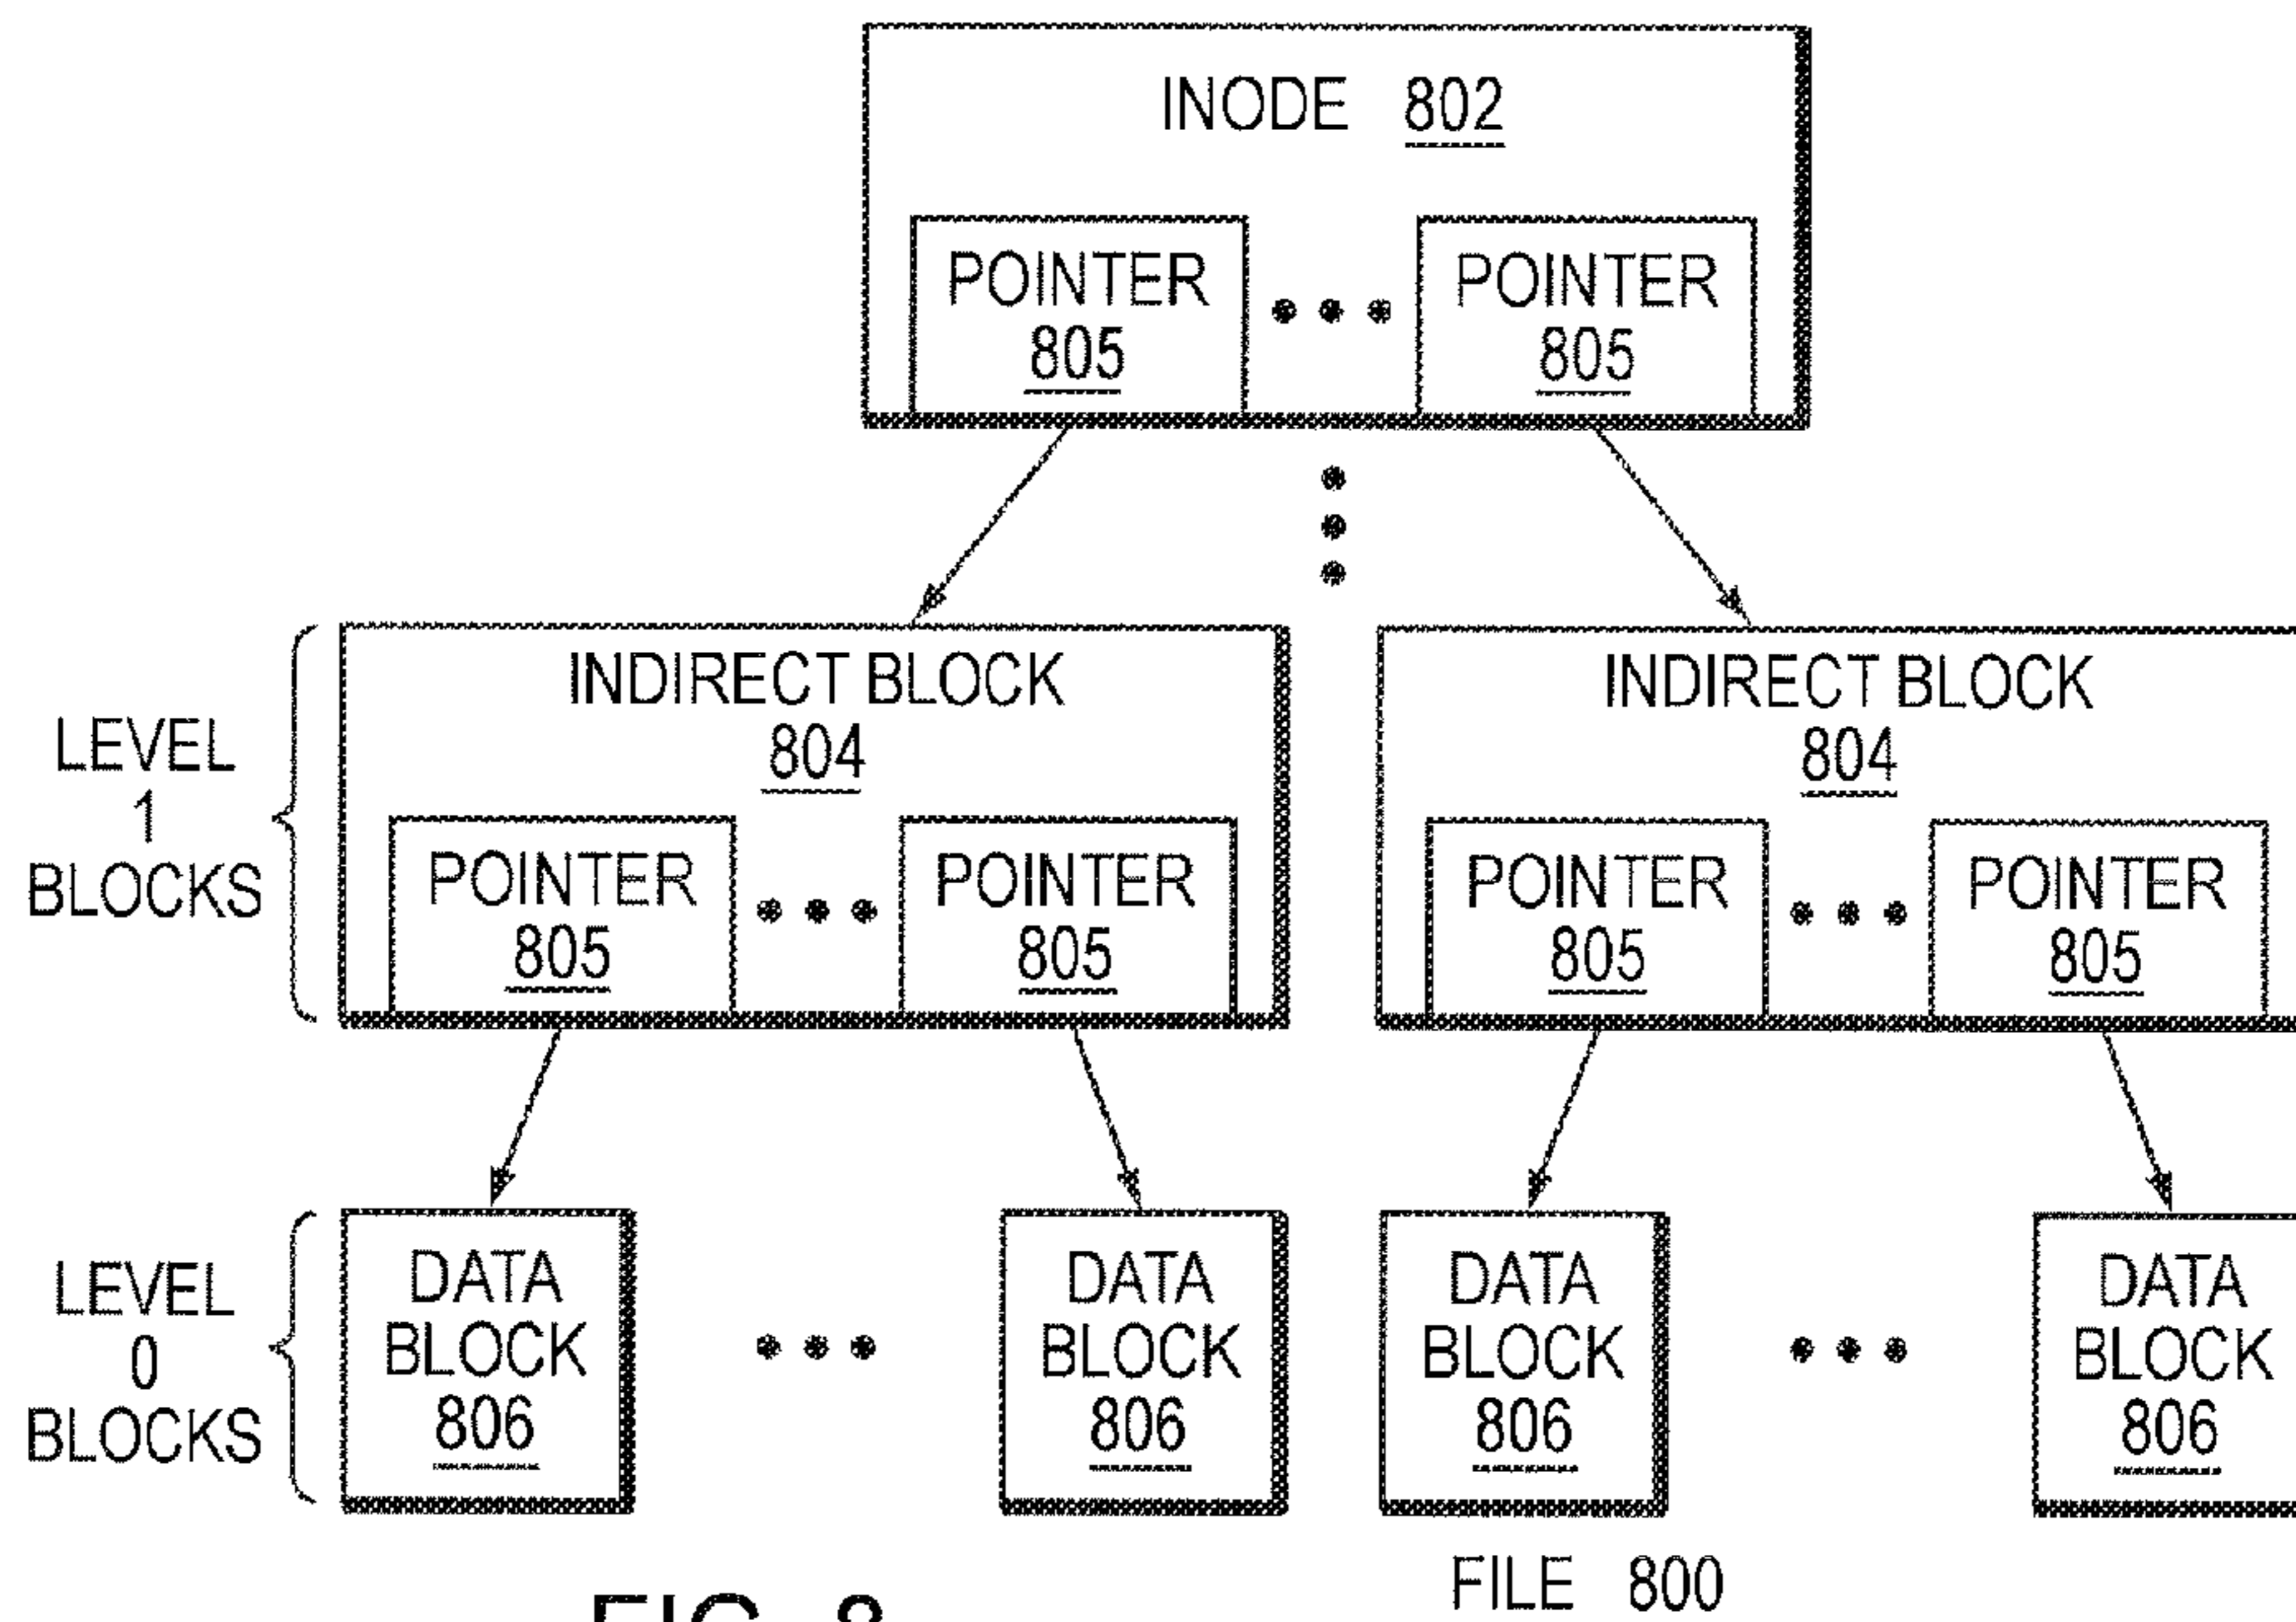 INODE 802
POINTER
805
POINTER
805
INDIRECT BLOCK
804
INDIRECT BLOCK
804
LEVEL
1
BLOCKS
POINTER
805
POINTER
805
POINTER
805
POINTER
805
LEVEL
0
BLOCKS
DATA
BLOCK
806
DATA
BLOCK
806
DATA
BLOCK
806
DATA
BLOCK
806
FILE 800
FIG. 8